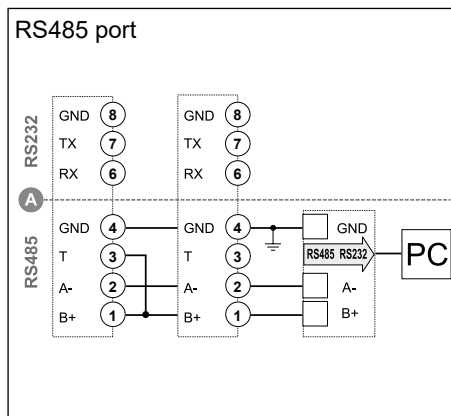 RS485 port
RS232
GND 8 GND 8
TX 7 TX 7
RX 6 RX 6
A
RS485
GND 4 GND 4 GND
T 3 T 3 RS485 RS232 PC
A- 2 A- 2 A-
B+ 1 B+ 1 B+